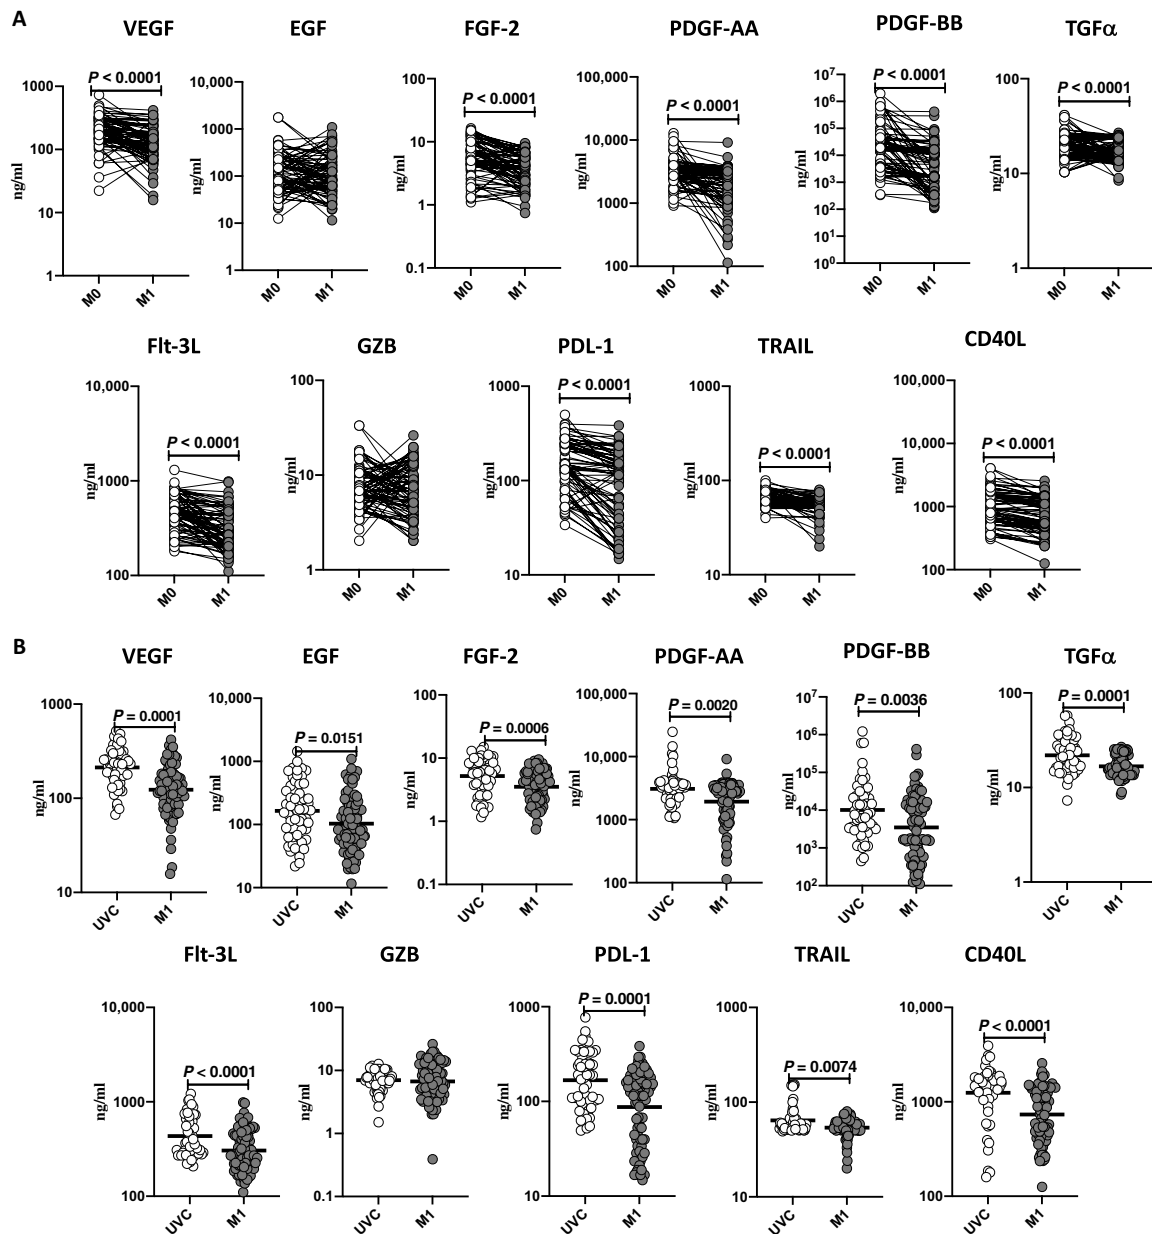 A
VEGF
EGF
FGF-2
PDGF-AA
PDGF-BB
TGFα
P < 0.0001
P < 0.0001
P < 0.0001
P < 0.0001
P < 0.0001
1000
100
10
1
ng/ml
M0
M1
10,000
1000
100
10
1
ng/ml
M0
M1
100
10
1
0.1
ng/ml
M0
M1
100,000
10,000
1000
100
ng/ml
M0
M1
10⁷
10⁶
10⁵
10⁴
10³
10²
10¹
10⁰
ng/ml
M0
M1
100
10
1
ng/ml
M0
M1
Flt-3L
GZB
PDL-1
TRAIL
CD40L
P < 0.0001
P < 0.0001
P < 0.0001
P < 0.0001
10,000
1000
100
ng/ml
M0
M1
100
10
1
ng/ml
M0
M1
1000
100
10
ng/ml
M0
M1
1000
100
10
ng/ml
M0
M1
100,000
10,000
1000
100
ng/ml
M0
M1
B
VEGF
EGF
FGF-2
PDGF-AA
PDGF-BB
TGFα
P = 0.0001
P = 0.0151
P = 0.0006
P = 0.0020
P = 0.0036
P = 0.0001
1000
100
10
ng/ml
UVC
M1
10,000
1000
100
10
ng/ml
UVC
M1
100
10
1
0.1
ng/ml
UVC
M1
100,000
10,000
1000
100
ng/ml
UVC
M1
10⁷
10⁶
10⁵
10⁴
10³
10²
ng/ml
UVC
M1
100
10
1
ng/ml
UVC
M1
Flt-3L
GZB
PDL-1
TRAIL
CD40L
P < 0.0001
P = 0.0001
P = 0.0074
P < 0.0001
10,000
1000
100
ng/ml
UVC
M1
100
10
1
0.1
ng/ml
UVC
M1
1000
100
10
ng/ml
UVC
M1
1000
100
10
ng/ml
UVC
M1
10,000
1000
100
ng/ml
UVC
M1